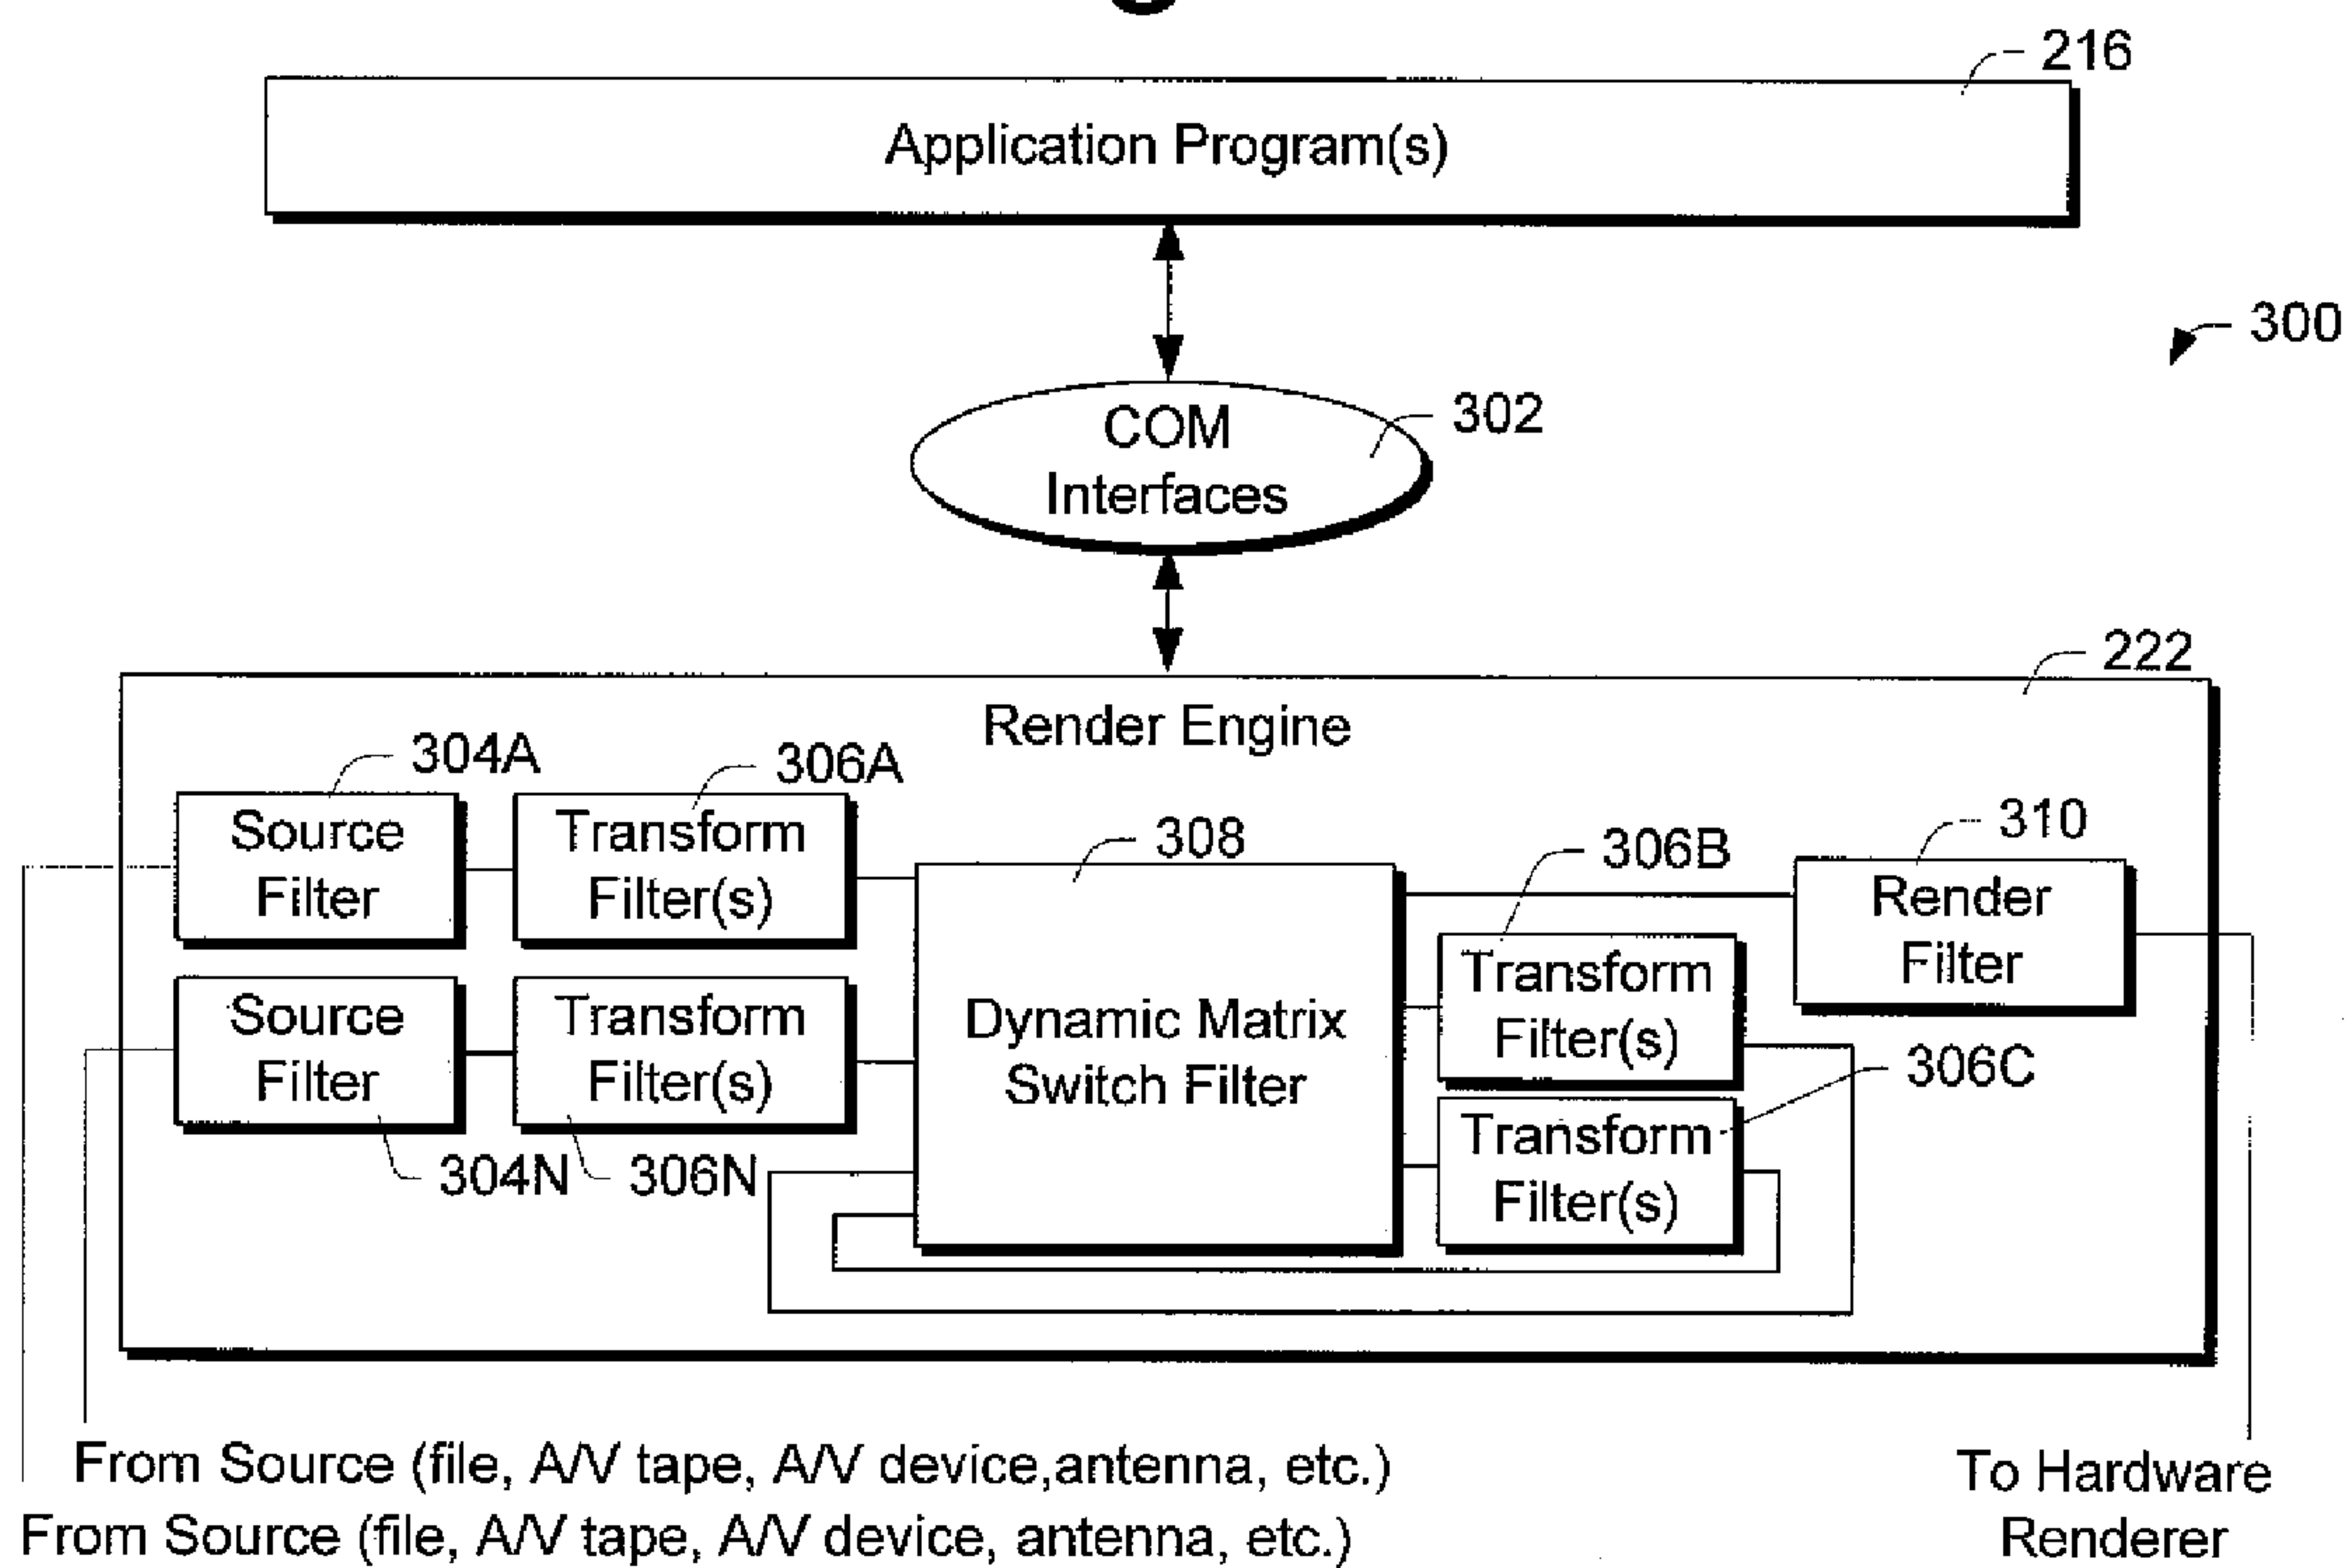 216
Application Program(s)
300
COM
Interfaces
302
222
Render Engine
304A
306A
308
306B
310
Source
Filter
Transform
Filter(s)
Render
Filter
Transform
Filter(s)
Source
Filter
Transform
Filter(s)
Dynamic Matrix
Switch Filter
306C
Transform
Filter(s)
304N
306N
From Source (file, A/V tape, A/V device,antenna, etc.)
From Source (file, A/V tape, A/V device, antenna, etc.)
To Hardware
Renderer